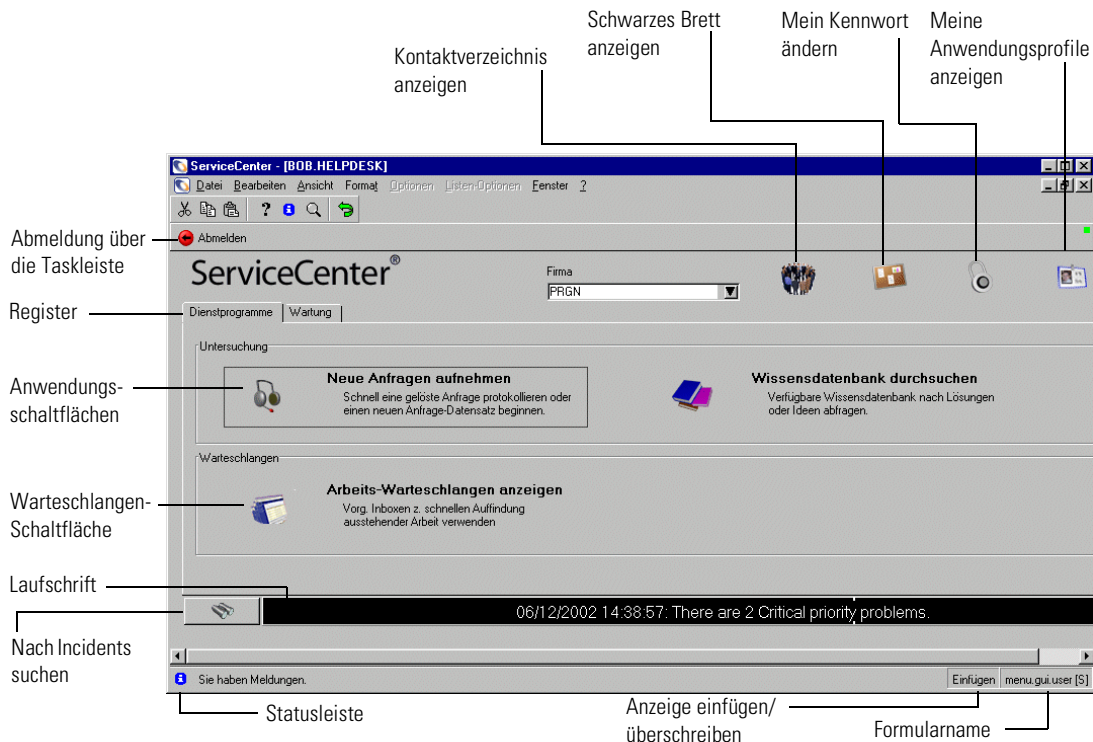 Schwarzes Brett
anzeigen
Mein Kennwort
ändern
Meine
Anwendungsprofile
anzeigen
Kontaktverzeichnis
anzeigen
ServiceCenter - [BOB.HELPDESK]
Datei Bearbeiten Ansicht Format Optionen Listen-Optionen Fenster ?
Abmeldung über
die Taskleiste
Abmelden
ServiceCenter®
Firma
PRGN
Register
Dienstprogramme Wartung
Untersuchung
Anwendungs-
schaltflächen
Neue Anfragen aufnehmen
Schnell eine gelöste Anfrage protokollieren oder
einen neuen Anfrage-Datensatz beginnen.
Wissensdatenbank durchsuchen
Verfügbare Wissensdatenbank nach Lösungen
oder Ideen abfragen.
Warteschlangen
Warteschlangen-
Schaltfläche
Arbeits-Warteschlangen anzeigen
Vorg. Inboxen z. schnellen Auffindung
ausstehender Arbeit verwenden
Laufschrift
06/12/2002 14:38:57: There are 2 Critical priority problems.
Nach Incidents
suchen
Sie haben Meldungen.
Einfügen menu.gui.user [S]
Statusleiste
Anzeige einfügen/
überschreiben
Formularname